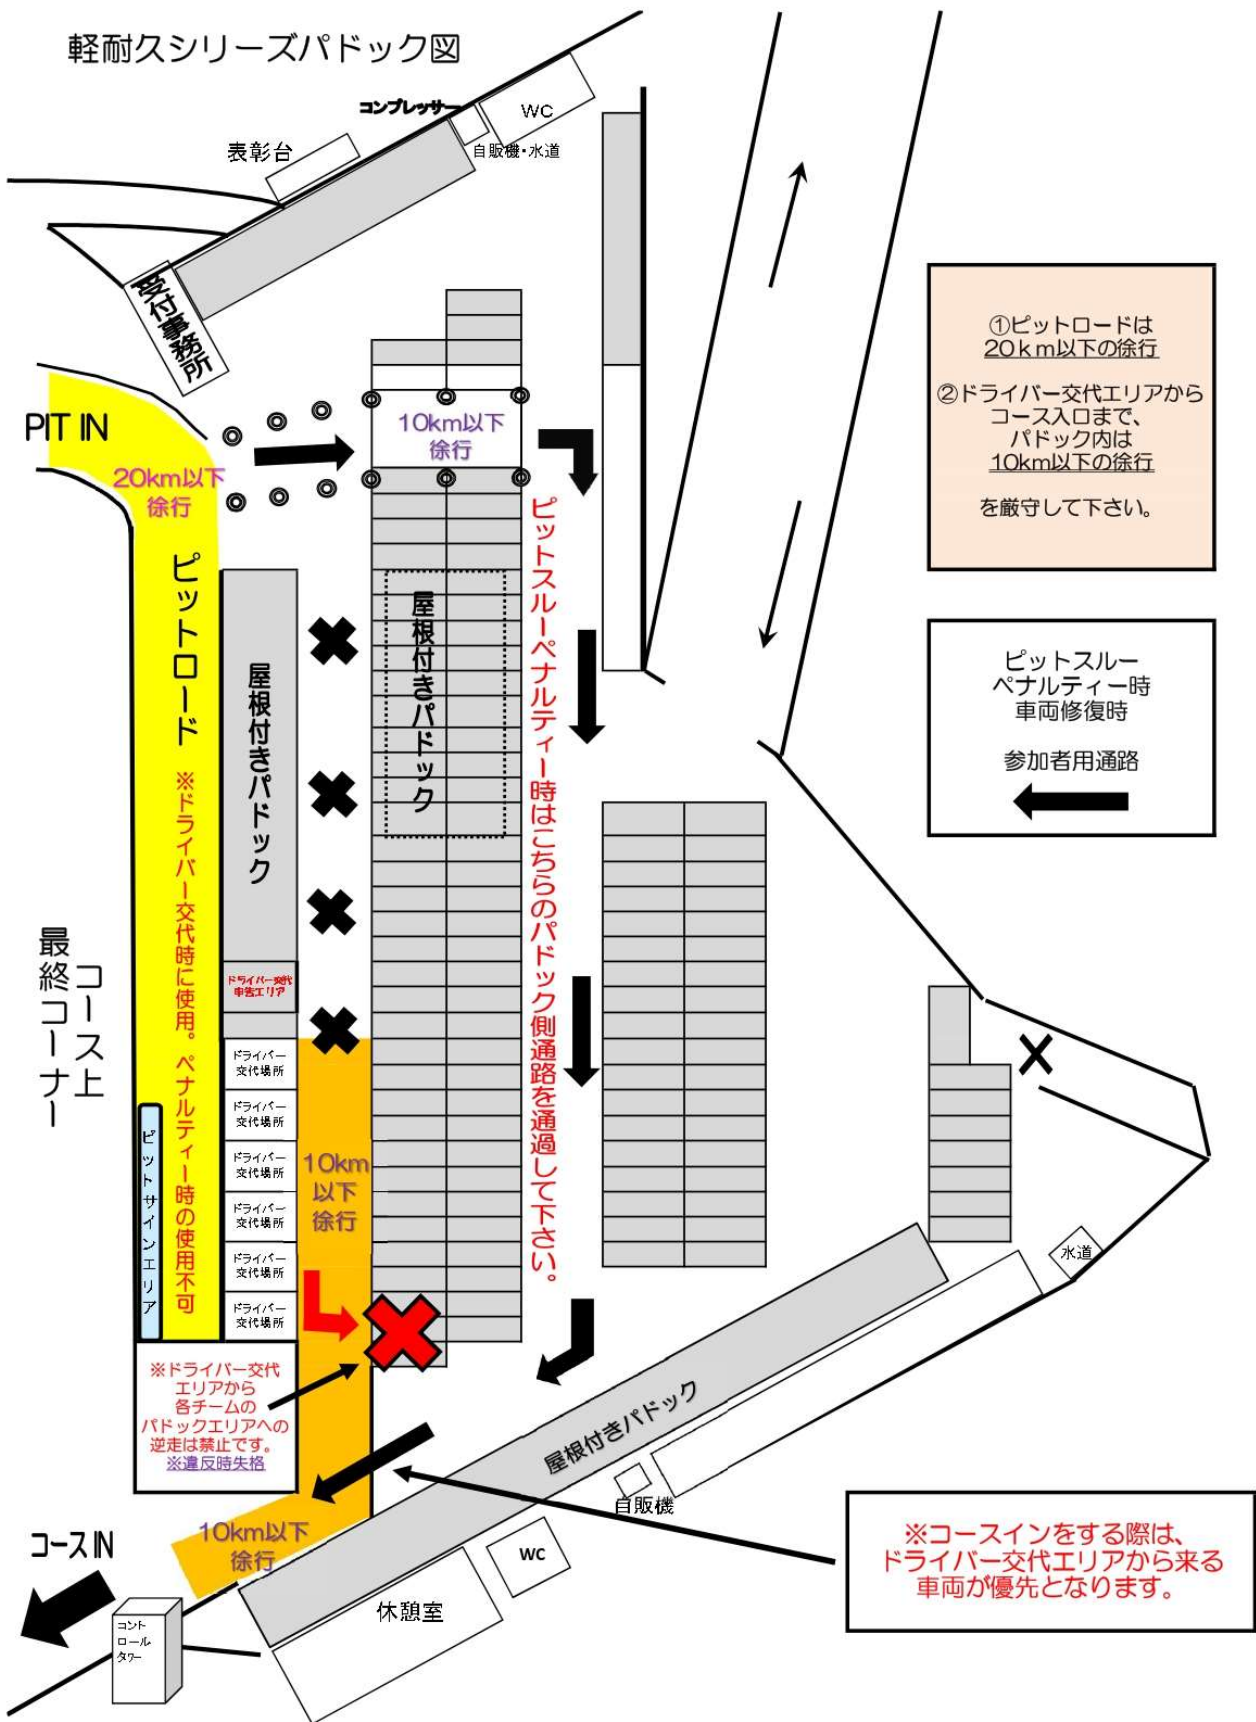 軽耐久シリーズパドック図
コンプレッサー
WC
自販機・水道
表彰台
受付事務所
①ピットロードは
20km以下の徐行
②ドライバー交代エリアから
コース入口まで、
パドック内は
10km以下の徐行
を厳守して下さい。
PIT IN
20km以下
徐行
10km以下
徐行
ピットロード
※ドライバー交代時に使用。ペナルティー時の使用不可
屋根付きパドック
屋根付きパドック
ピットスルーペナルティー時はこちらのパドック側通路を通過して下さい。
ピットスルー
ペナルティー時
車両修復時
参加者用通路
コース上
最終コーナー
ドライバー交代
申告エリア
ドライバー
交代場所
ドライバー
交代場所
ドライバー
交代場所
ドライバー
交代場所
ドライバー
交代場所
ドライバー
交代場所
ピットサインエリア
10km
以下
徐行
水道
※ドライバー交代
エリアから
各チームの
パドックエリアへの
逆走は禁止です。
※違反時失格
屋根付きパドック
自販機
WC
休憩室
10km以下
徐行
コースIN
コント
ロール
タワー
※コースインをする際は、
ドライバー交代エリアから来る
車両が優先となります。